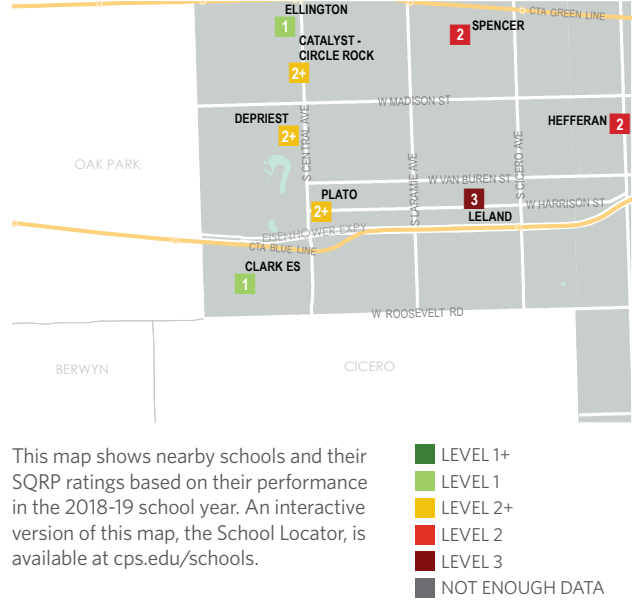 ELLINGTON
1
CTA GREEN LINE
SPENCER
2
CATALYST -
CIRCLE ROCK
2+
W MADISON ST
DEPRIEST
2+
S CENTRAL AVE
HEFFERAN
2
OAK PARK
S LARAMIE AVE
S CICERO AVE
W VAN BUREN ST
PLATO
2+
3
LELAND
W HARRISON ST
EISENHOWER EXPY
CTA BLUE LINE
CLARK ES
1
W ROOSEVELT RD
BERWYN
CICERO
This map shows nearby schools and their
SQRP ratings based on their performance
in the 2018-19 school year. An interactive
version of this map, the School Locator, is
available at cps.edu/schools.
LEVEL 1+
LEVEL 1
LEVEL 2+
LEVEL 2
LEVEL 3
NOT ENOUGH DATA